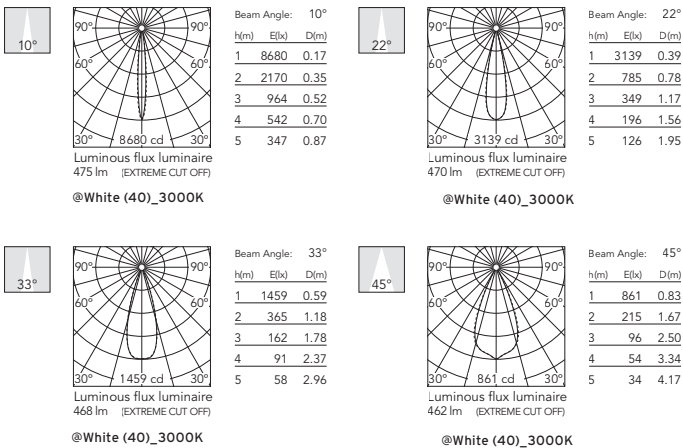 10°
90° 90°
60° 60°
30° 8680 cd 30°
Luminous flux luminaire
475 lm (EXTREME CUT OFF)
@White (40)_3000K
Beam Angle: 10°
h(m) E(lx) D(m)
1 8680 0.17
2 2170 0.35
3 964 0.52
4 542 0.70
5 347 0.87
22°
90° 90°
60° 60°
30° 3139 cd 30°
Luminous flux luminaire
470 lm (EXTREME CUT OFF)
@White (40)_3000K
Beam Angle: 22°
h(m) E(lx) D(m)
1 3139 0.39
2 785 0.78
3 349 1.17
4 196 1.56
5 126 1.95
33°
90° 90°
60° 60°
30° 1459 cd 30°
Luminous flux luminaire
468 lm (EXTREME CUT OFF)
@White (40)_3000K
Beam Angle: 33°
h(m) E(lx) D(m)
1 1459 0.59
2 365 1.18
3 162 1.78
4 91 2.37
5 58 2.96
45°
90° 90°
60° 60°
30° 861 cd 30°
Luminous flux luminaire
462 lm (EXTREME CUT OFF)
@White (40)_3000K
Beam Angle: 45°
h(m) E(lx) D(m)
1 861 0.83
2 215 1.67
3 96 2.50
4 54 3.34
5 34 4.17